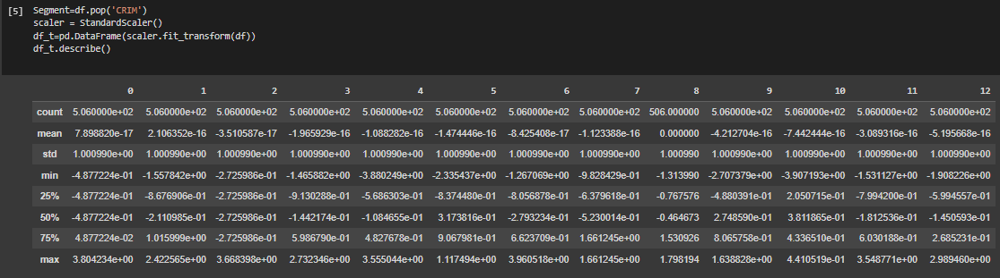 [5] Segment=df.pop('CRIM')
scaler = StandardScaler()
df_t=pd.DataFrame(scaler.fit_transform(df))
df_t.describe()
0 1 2 3 4 5 6 7 8 9 10 11 12
count 5.060000e+02 5.060000e+02 5.060000e+02 5.060000e+02 5.060000e+02 5.060000e+02 5.060000e+02 5.060000e+02 506.000000 5.060000e+02 5.060000e+02 5.060000e+02 5.060000e+02
mean 7.898820e-17 2.106352e-16 -3.510587e-17 -1.965929e-16 -1.088282e-16 -1.474446e-16 -8.425408e-17 -1.123388e-16 0.000000 -4.212704e-16 -7.442444e-16 -3.089316e-16 -5.195668e-16
std 1.000990e+00 1.000990e+00 1.000990e+00 1.000990e+00 1.000990e+00 1.000990e+00 1.000990e+00 1.000990e+00 1.000990 1.000990e+00 1.000990e+00 1.000990e+00 1.000990e+00
min -4.877224e-01 -1.557842e+00 -2.725986e-01 -1.465882e+00 -3.880249e+00 -2.335437e+00 -1.267069e+00 -9.828429e-01 -1.313990 -2.707379e+00 -3.907193e+00 -1.531127e+00 -1.908226e+00
25% -4.877224e-01 -8.676906e-01 -2.725986e-01 -9.130288e-01 -5.686303e-01 -8.374480e-01 -8.056878e-01 -6.379618e-01 -0.767576 -4.880391e-01 2.050715e-01 -7.994200e-01 -5.994557e-01
50% -4.877224e-01 -2.110985e-01 -2.725986e-01 -1.442174e-01 -1.084655e-01 3.173816e-01 -2.793234e-01 -5.230014e-01 -0.464673 2.748590e-01 3.811865e-01 -1.812536e-01 -1.450593e-01
75% 4.877224e-02 1.015999e+00 -2.725986e-01 5.986790e-01 4.827678e-01 9.067981e-01 6.623709e-01 1.661245e+00 1.530926 8.065758e-01 4.336510e-01 6.030188e-01 2.685231e-01
max 3.804234e+00 2.422565e+00 3.668398e+00 2.732346e+00 3.555044e+00 1.117494e+00 3.960518e+00 1.661245e+00 1.798194 1.638828e+00 4.410519e-01 3.548771e+00 2.989460e+00